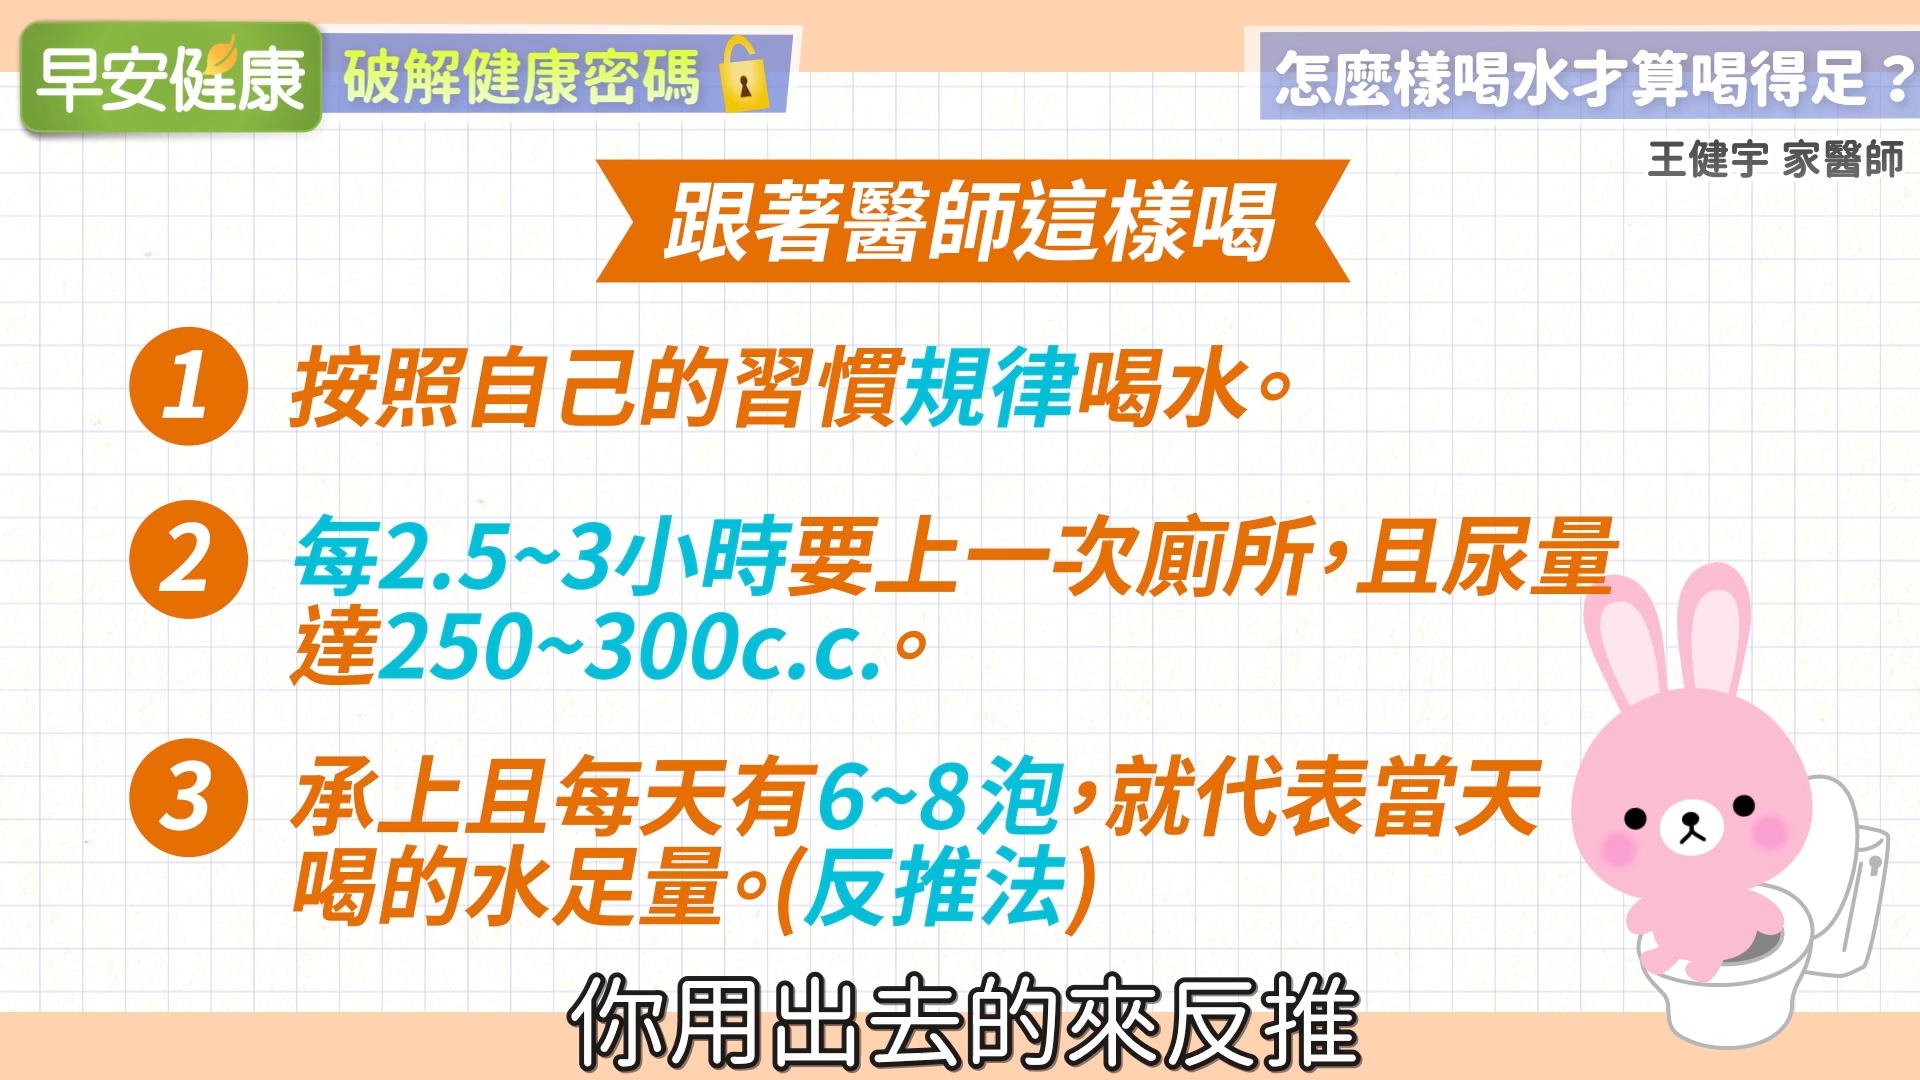 早安健康
破解健康密碼
怎麼樣喝水才算喝得足？
王健宇 家醫師
跟著醫師這樣喝
1 按照自己的習慣規律喝水。
2 每2.5~3小時要上一次廁所，且尿量
達250~300c.c.。
3 承上且每天有6~8泡，就代表當天
喝的水足量。(反推法)
你用出去的來反推